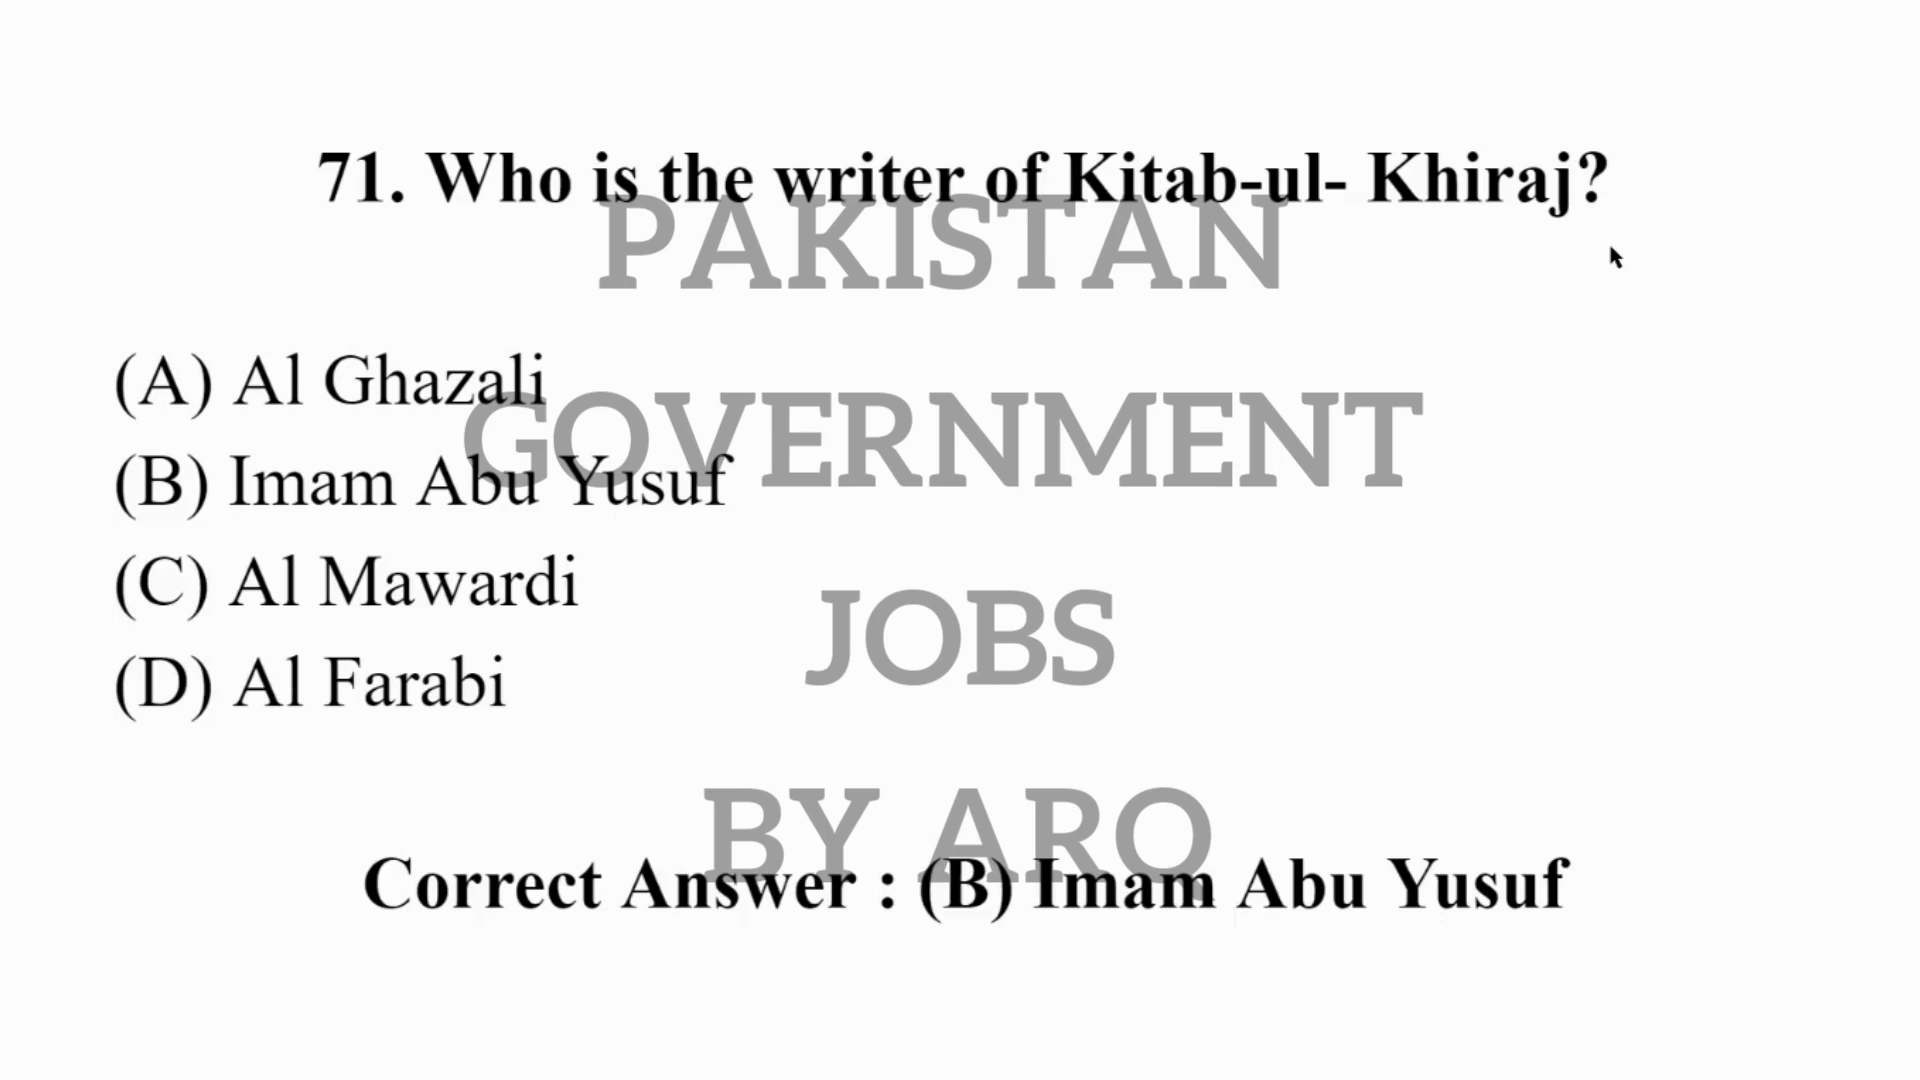 71. Who is the writer of Kitab-ul- Khiraj?
PAKISTAN
(A) Al Ghazali
GOVERNMENT
(B) Imam Abu Yusuf
(C) Al Mawardi
JOBS
(D) Al Farabi
BY ARQ
Correct Answer : (B) Imam Abu Yusuf